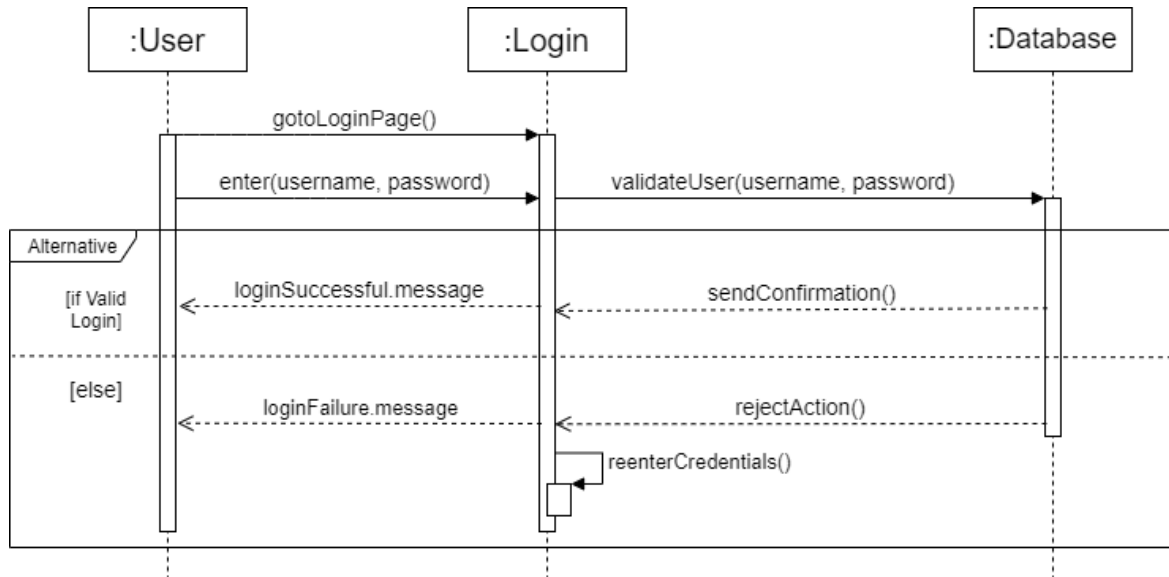 :User
:Login
:Database
gotoLoginPage()
enter(username, password)
validateUser(username, password)
Alternative
[if Valid
Login]
loginSuccessful.message
sendConfirmation()
[else]
loginFailure.message
rejectAction()
reenterCredentials()